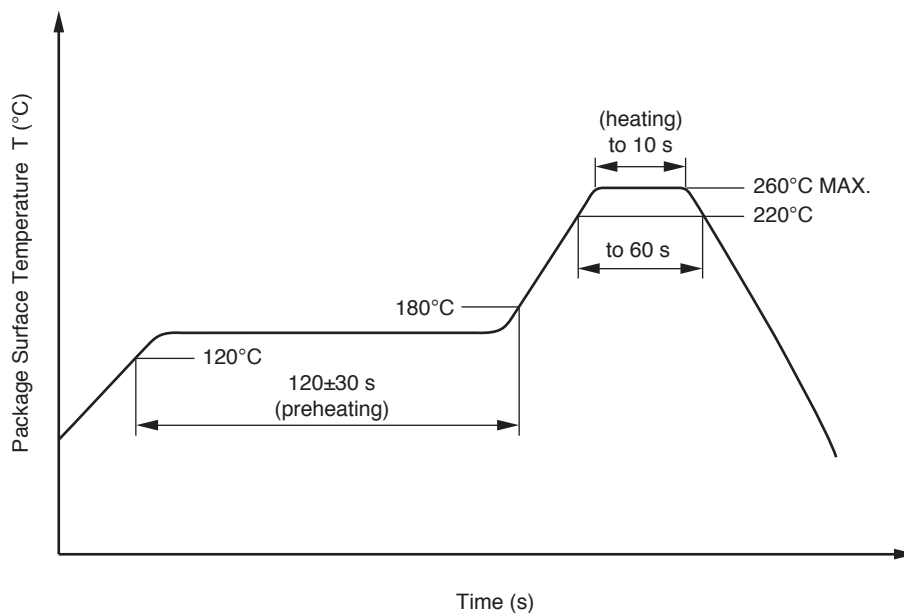 Package Surface Temperature T (°C)
(heating)
to 10 s
260°C MAX.
220°C
to 60 s
180°C
120°C
120±30 s
(preheating)
Time (s)